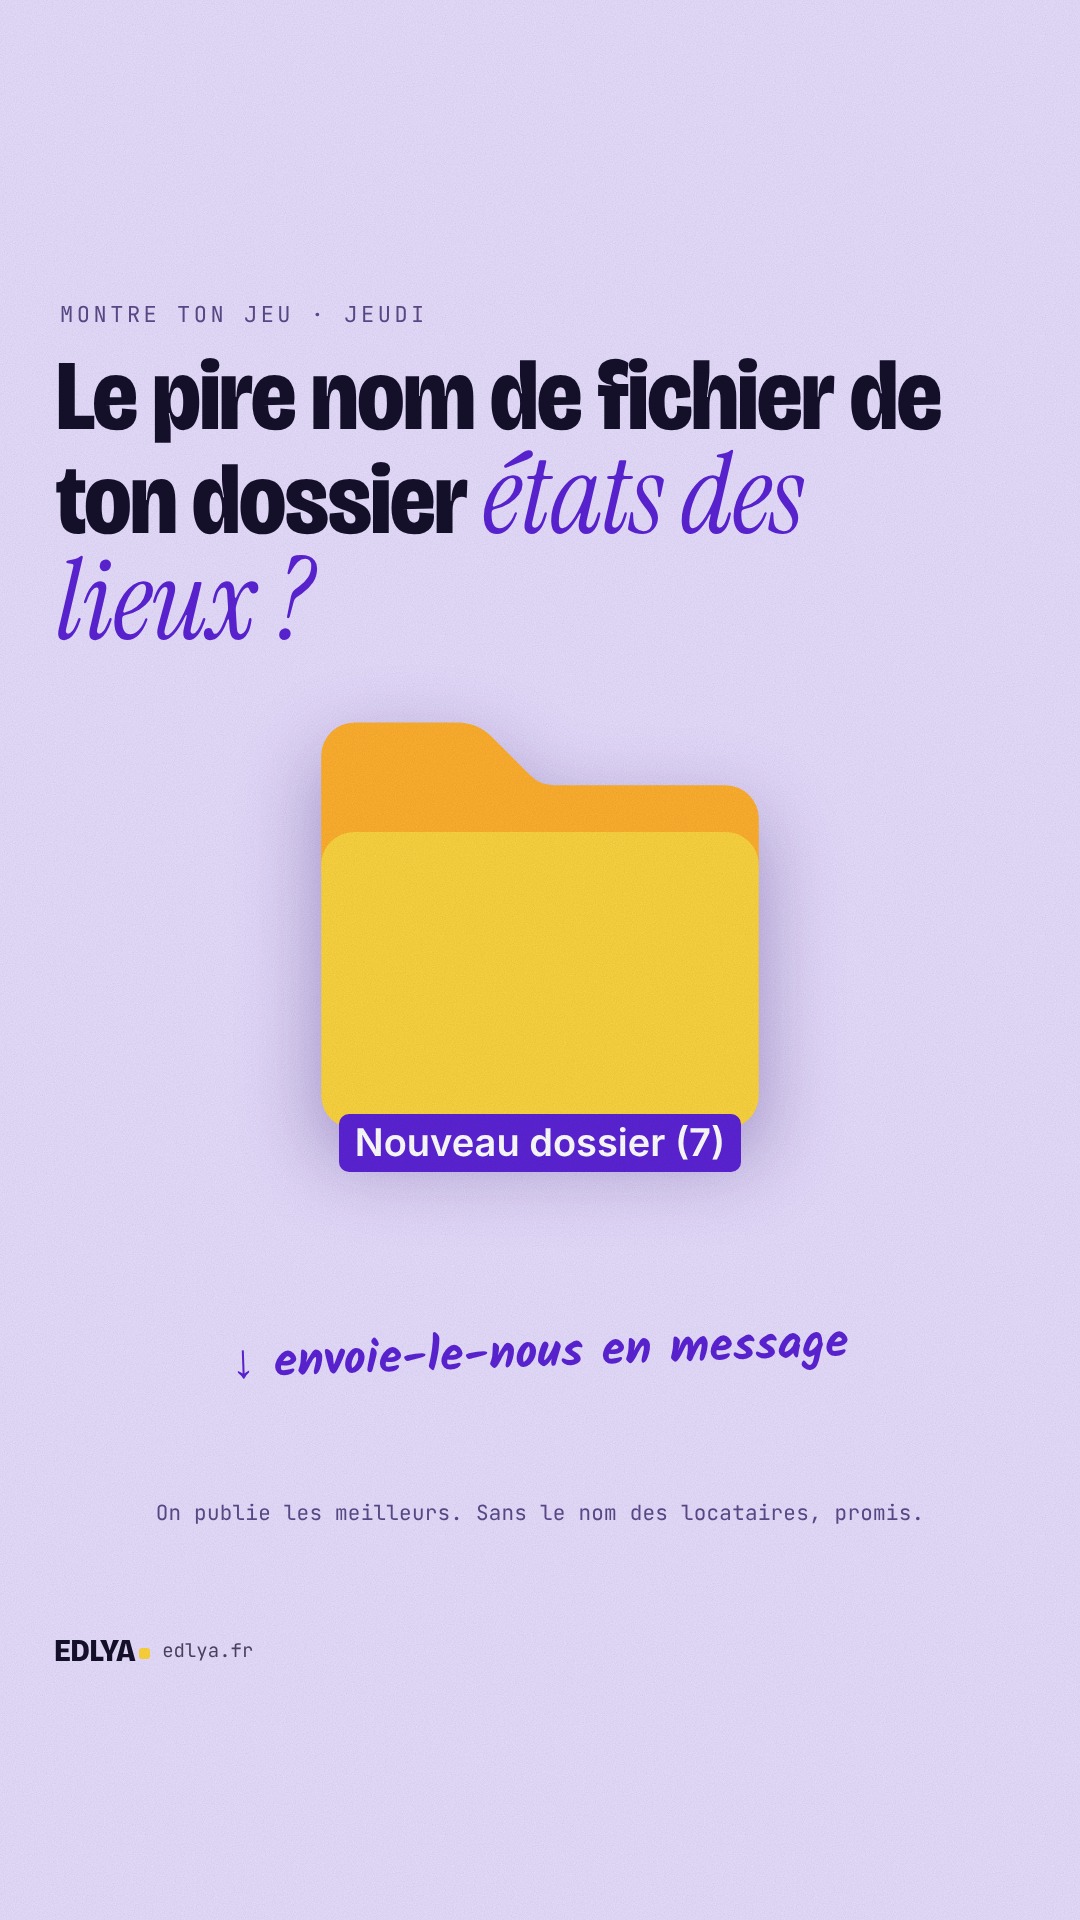 MONTRE TON JEU · JEUDI
Le pire nom de fichier de
ton dossier états des
lieux ?
Nouveau dossier (7)
↓ envoie-le-nous en message
On publie les meilleurs. Sans le nom des locataires, promis.
EDLYA. edlya.fr